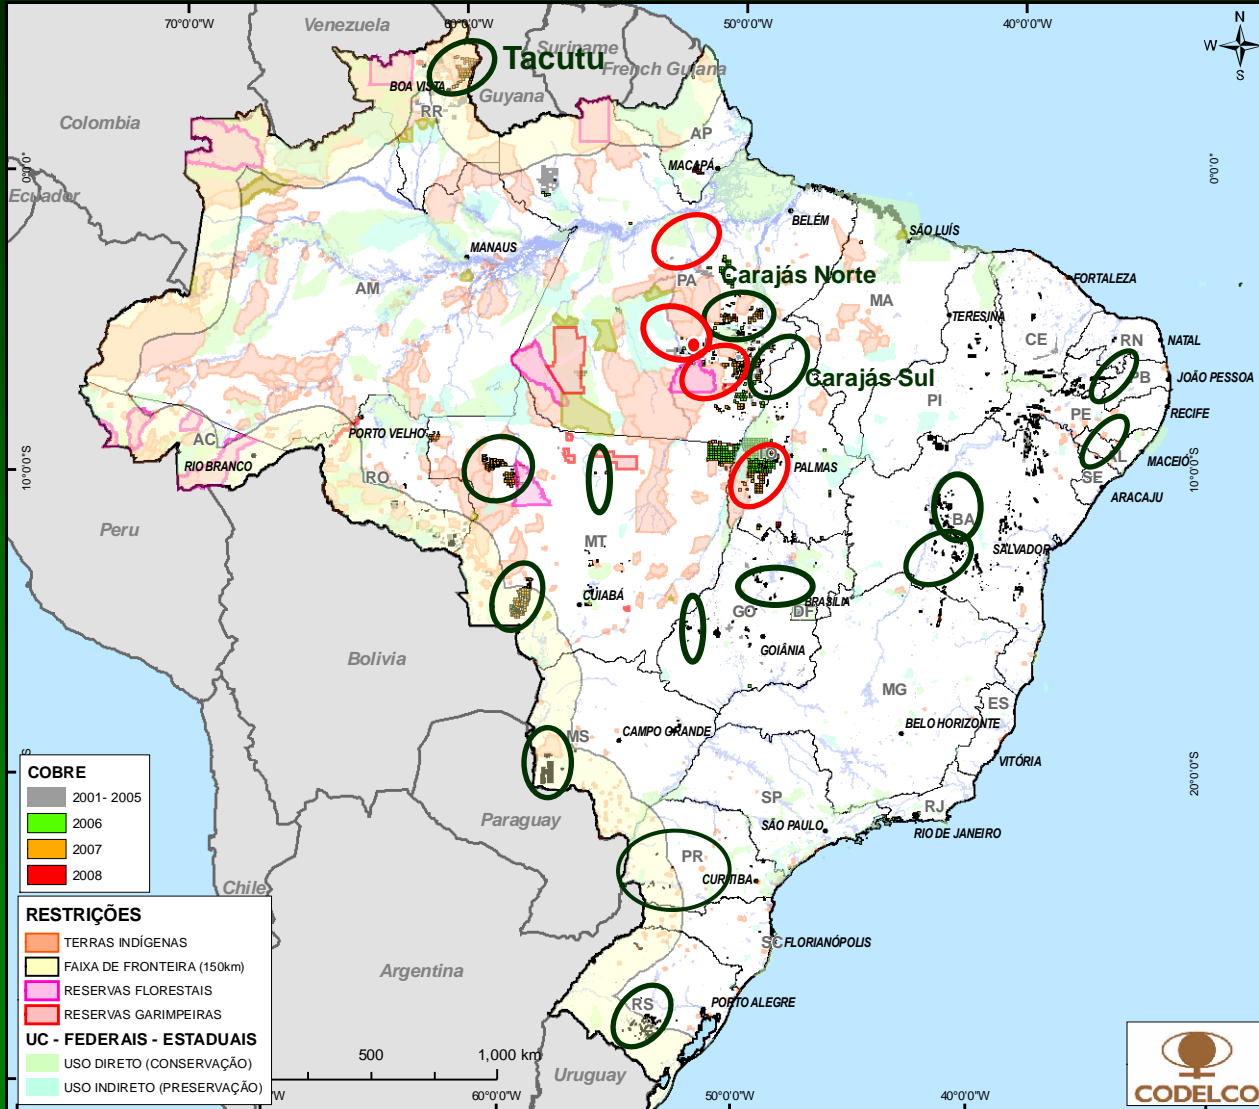 70°0'0"W
60°0'0"W
50°0'0"W
40°0'0"W
N
W
E
S
Venezuela
Suriname
French Guiana
Tacutu
BOA VISTA
Guyana
RR
Colombia
AP
MACAPÁ
0°0'0"
0°0'0"
Ecuador
BELÉM
SÃO LUÍS
MANAUS
AM
PA
Carajás Norte
MA
FORTALEZA
TERESINA
CE
RN
NATAL
PB
JOÃO PESSOA
Carajás Sul
PI
PE
RECIFE
AC
PORTO VELHO
RIO BRANCO
RO
TO
PALMAS
AL
MACEIÓ
SE
ARACAJU
10°0'0"S
10°0'0"S
Peru
BA
SALVADOR
MT
CUIABÁ
GO
DF
BRASÍLIA
GOIÂNIA
Bolivia
MG
ES
BELO HORIZONTE
VITÓRIA
MS
CAMPO GRANDE
20°0'0"S
SP
RJ
SÃO PAULO
RIO DE JANEIRO
Paraguay
PR
CURITIBA
Chile
SC
FLORIANÓPOLIS
Argentina
RS
PORTO ALEGRE
Uruguay
COBRE
2001- 2005
2006
2007
2008
RESTRIÇÕES
TERRAS INDÍGENAS
FAIXA DE FRONTEIRA (150km)
RESERVAS FLORESTAIS
RESERVAS GARIMPEIRAS
UC - FEDERAIS - ESTADUAIS
USO DIRETO (CONSERVAÇÃO)
USO INDIRETO (PRESERVAÇÃO)
500
1,000 km
60°0'0"W
50°0'0"W
40°0'0"W
CODELCO